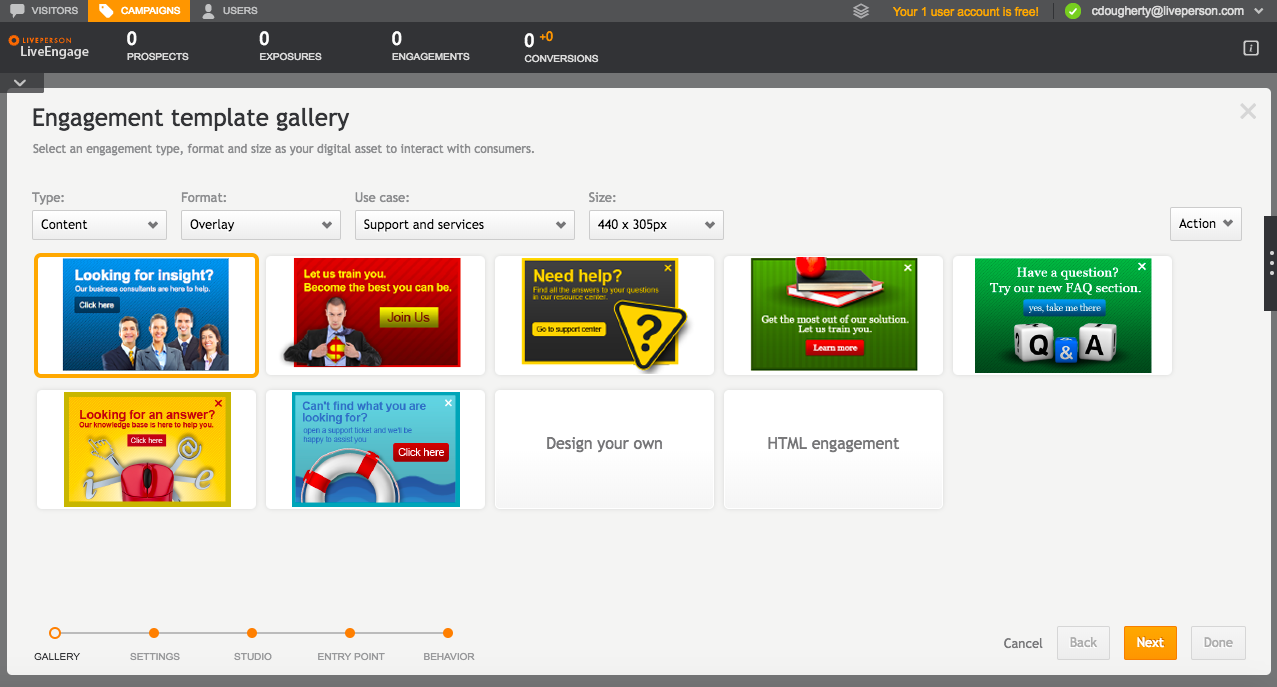 VISITORS
CAMPAIGNS
USERS
Your 1 user account is free!
cdougherty@liveperson.com
LIVEPERSON
LiveEngage
0
PROSPECTS
0
EXPOSURES
0
ENGAGEMENTS
0 +0
CONVERSIONS
i
Engagement template gallery
Select an engagement type, format and size as your digital asset to interact with consumers.
Type:
Format:
Use case:
Size:
Content
Overlay
Support and services
440 x 305px
Action
Looking for insight?
Our business consultants are here to help.
Click here
Let us train you.
Become the best you can be.
Join Us
Need help?
Find all the answers to your questions
in our resource center.
Go to support center
?
Get the most out of our solution.
Let us train you.
Learn more
Have a question?
Try our new FAQ section.
yes, take me there
Q & A
Looking for an answer?
Our knowledge base is here to help you.
Click here
i
@
e
Can't find what you are
looking for?
open a support ticket and we'll be
happy to assist you
Click here
Design your own
HTML engagement
GALLERY
SETTINGS
STUDIO
ENTRY POINT
BEHAVIOR
Cancel
Back
Next
Done